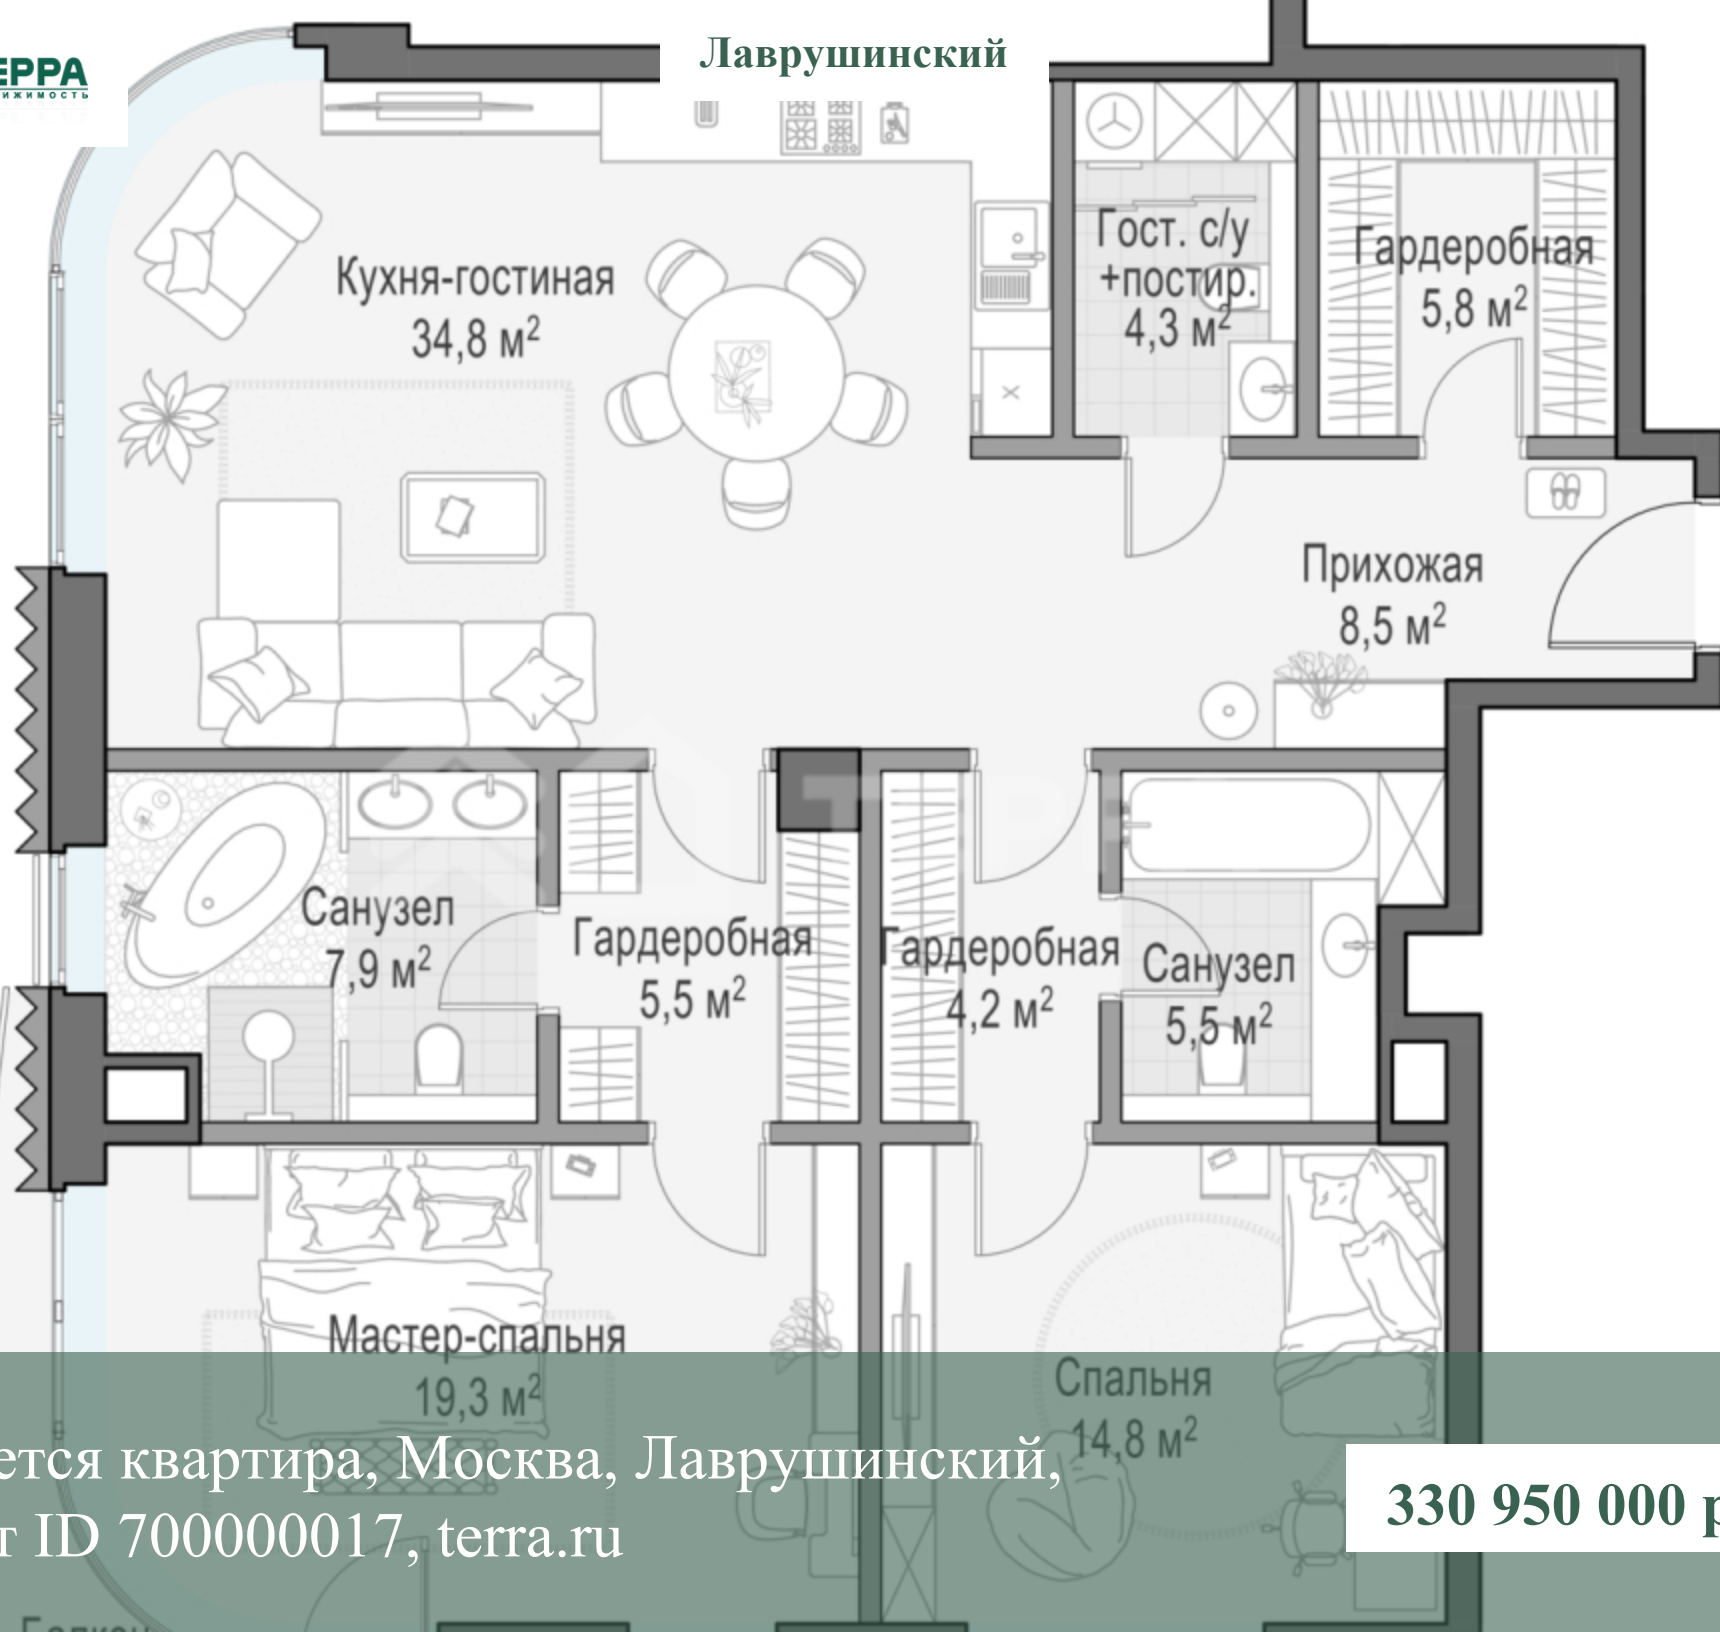 Лаврушинский
ЕРРА
ИЖИМОСТЬ
Кухня-гостиная
34,8 м²
Гост. с/у
+постир.
4,3 м²
Гардеробная
5,8 м²
Прихожая
8,5 м²
Санузел
7,9 м²
Гардеробная
5,5 м²
Гардеробная
4,2 м²
Санузел
5,5 м²
Мастер-спальня
19,3 м²
Спальня
14,8 м²
ется квартира, Москва, Лаврушинский,
т ID 700000017, terra.ru
330 950 000 р